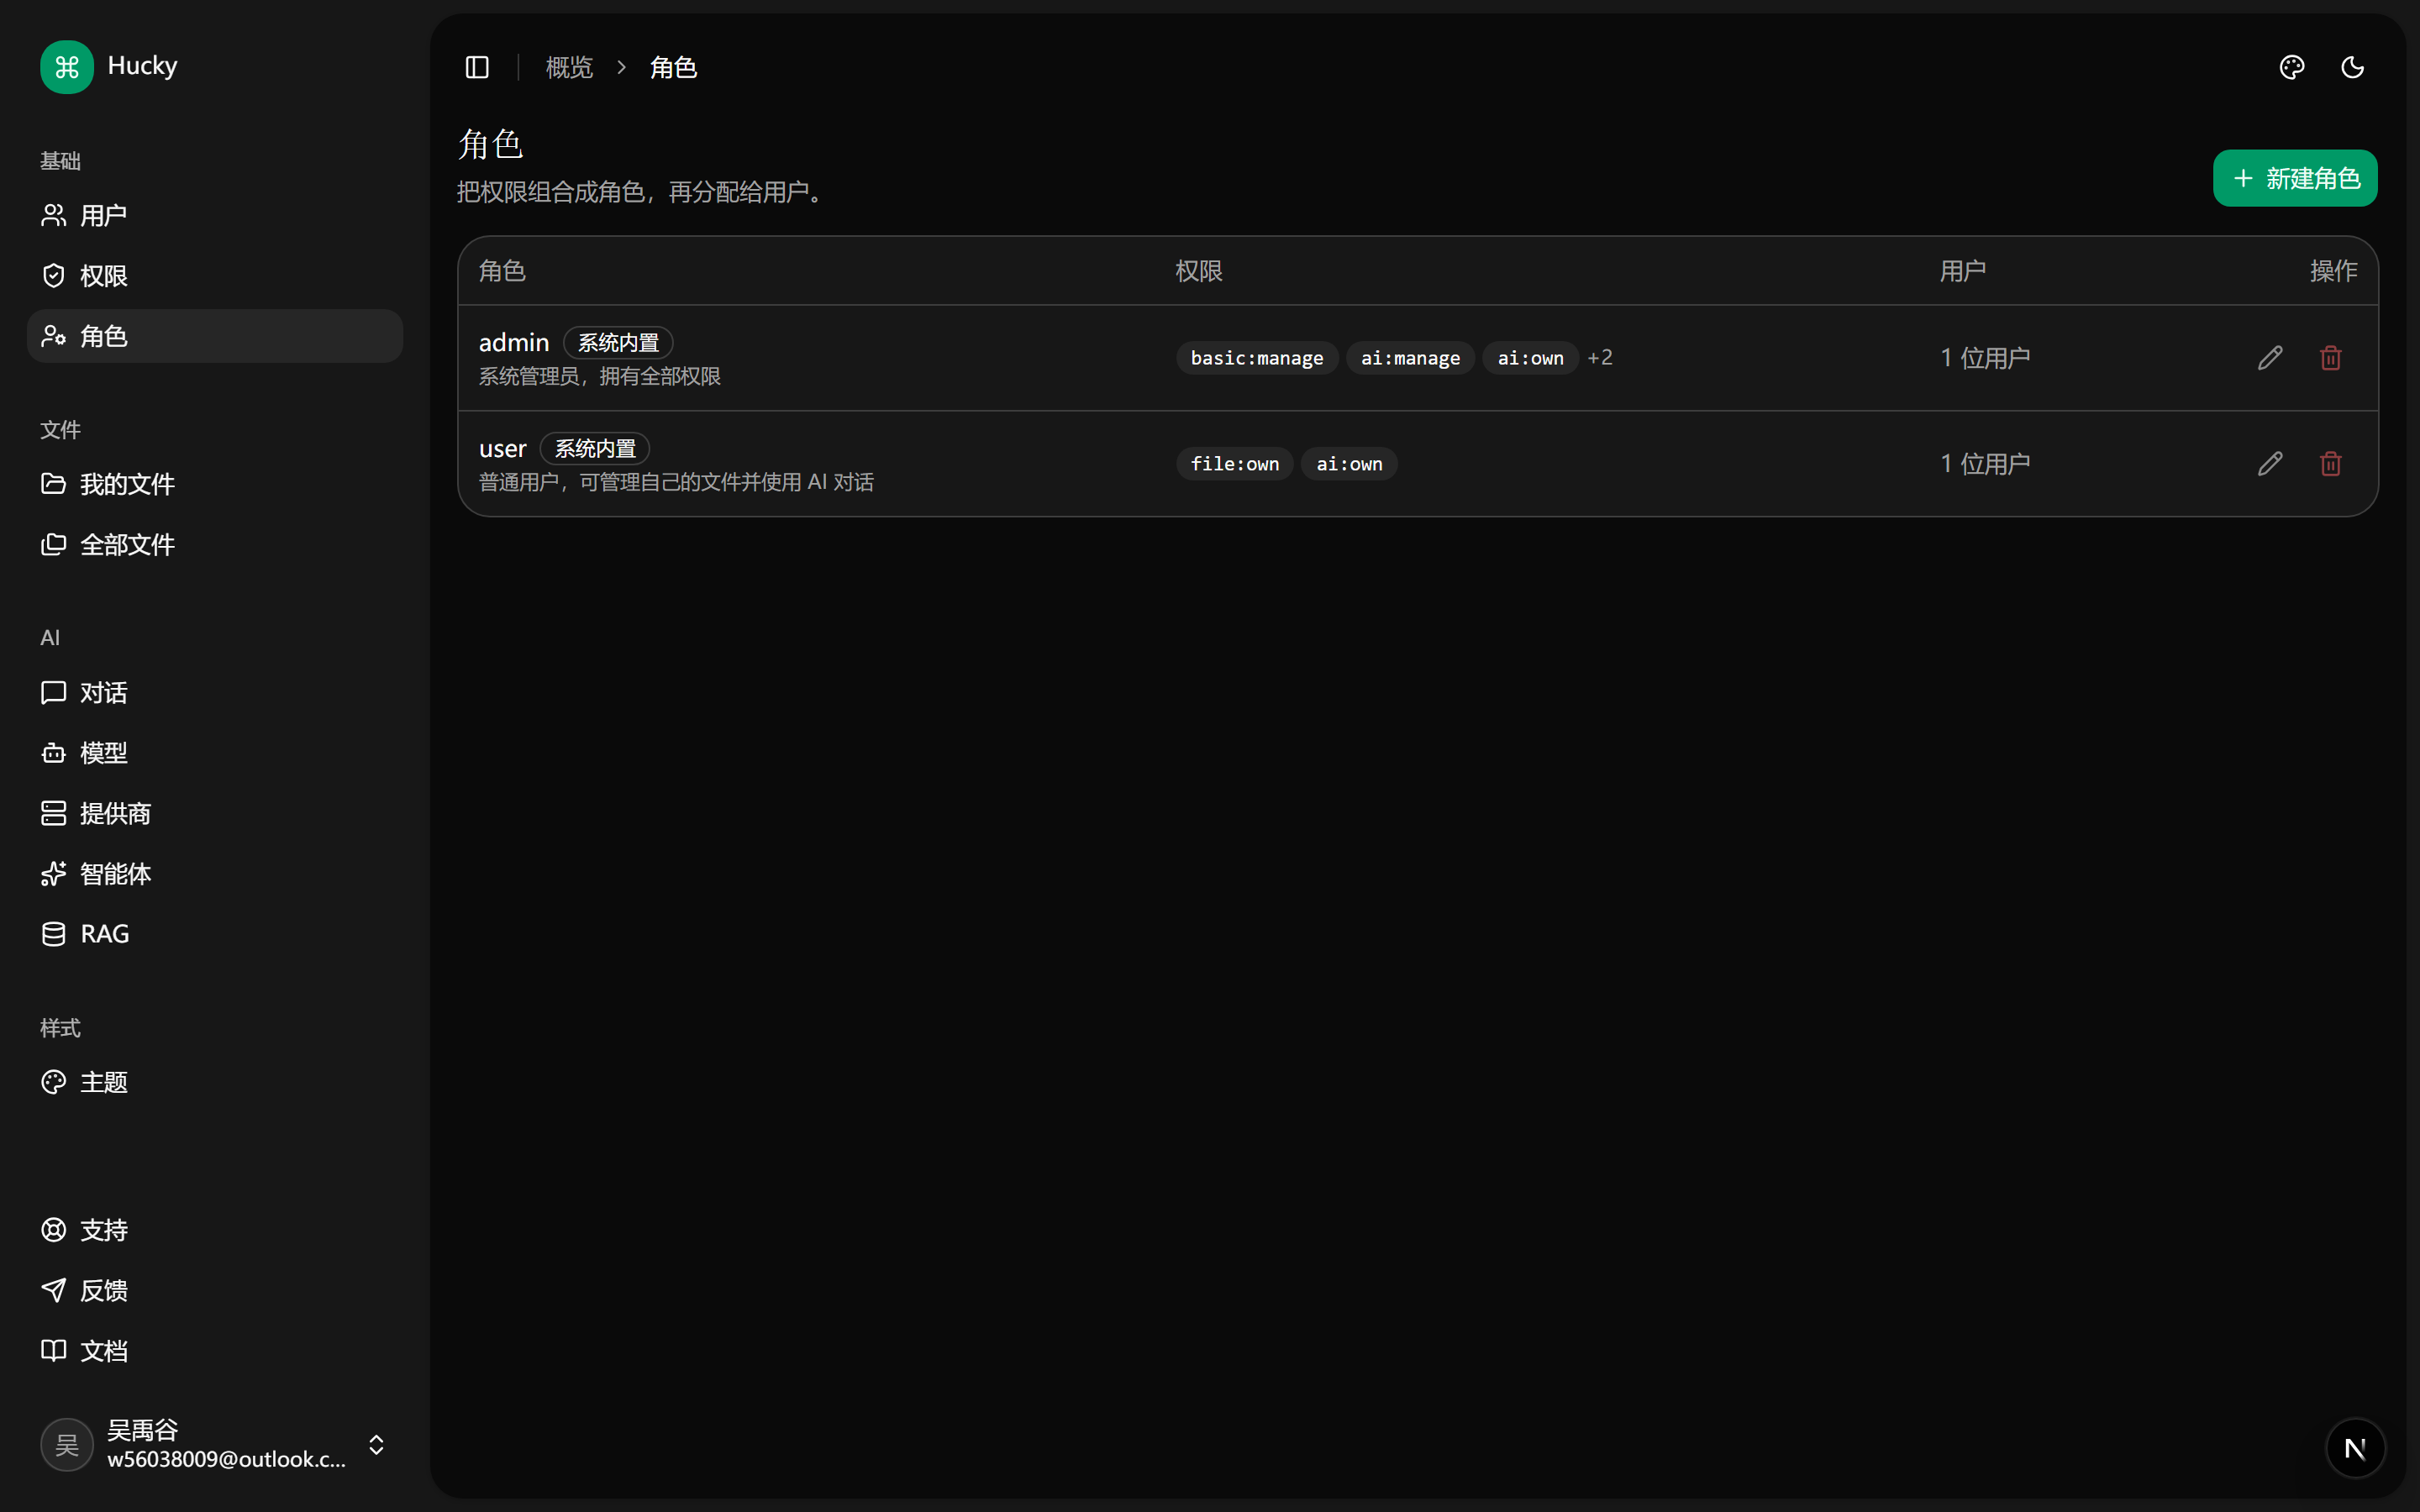 Hucky
基础
用户
权限
角色
文件
我的文件
全部文件
AI
对话
模型
提供商
智能体
RAG
样式
主题
支持
反馈
文档
吴
吴禹谷
w56038009@outlook.c...
概览 > 角色
角色
把权限组合成角色，再分配给用户。
新建角色
角色 权限 用户 操作
admin 系统内置
系统管理员，拥有全部权限
basic:manage ai:manage ai:own +2
1 位用户
user 系统内置
普通用户，可管理自己的文件并使用 AI 对话
file:own ai:own
1 位用户
N